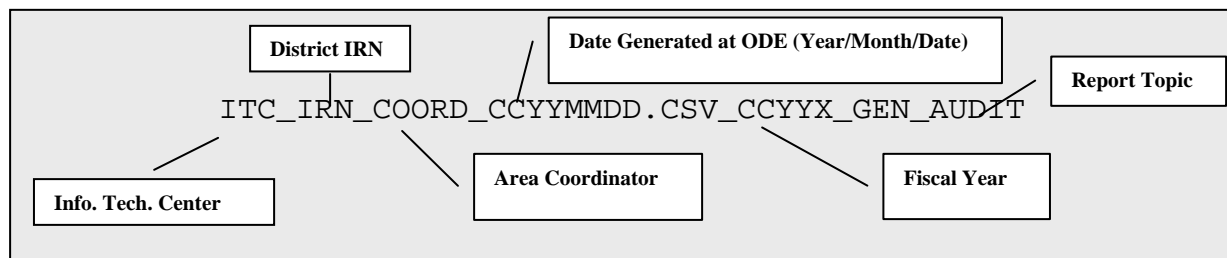 District IRN
Date Generated at ODE (Year/Month/Date)
Report Topic
ITC_IRN_COORD_CCYYMMDD.CSV_CCYYX_GEN_AUDIT
Info. Tech. Center
Area Coordinator
Fiscal Year